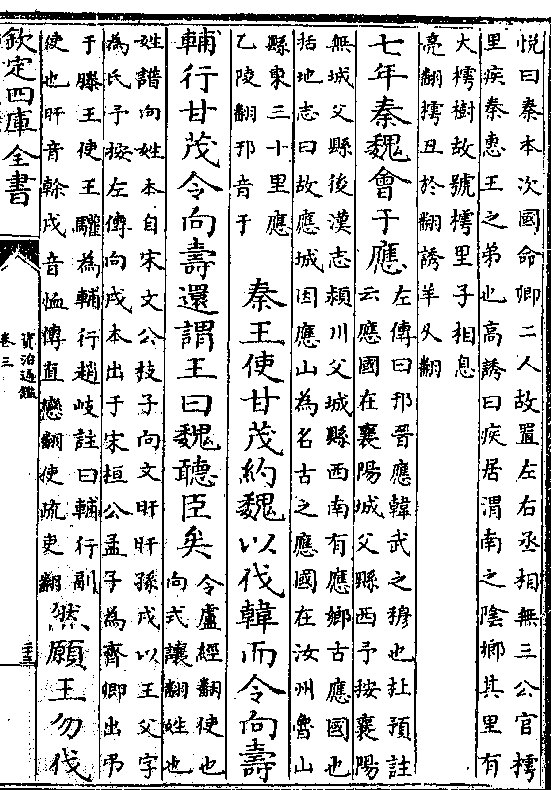 悦曰秦本次國命卿二人故置左右丞相無三公官樗
里疾秦惠王之弟也高誘曰疾居渭南之隂鄉其里有
大樗樹故號樗里子相息
亮翻樗丑於翻誘羊久翻
七年秦魏會于應
左傳曰邘晉應韓武之穆也杜預註
云應國在襄陽城父縣西予按襄陽
無城父縣後漢志潁川父城縣西南有應鄉古應國也
括地志曰故應城因應山為名古之應國在汝州魯山
縣東三十里應
乙陵翻邘音于
秦王使甘茂約魏以伐韓而令向壽
輔行甘茂令向壽還謂王曰魏聽臣矣
令盧經翻使也
向式讓翻姓也
姓譜向姓本自宋文公枝子向文旰旰孫戌以王父字
為氏予按左傳向戌本出于宋桓公孟子為齊卿出弔
于滕王使王驩為輔行趙岐註曰輔行副
使也旰音榦戌音恤傳直戀翻使疏吏翻
然願王勿伐
欽定四庫全書
資治通鑑
卷三